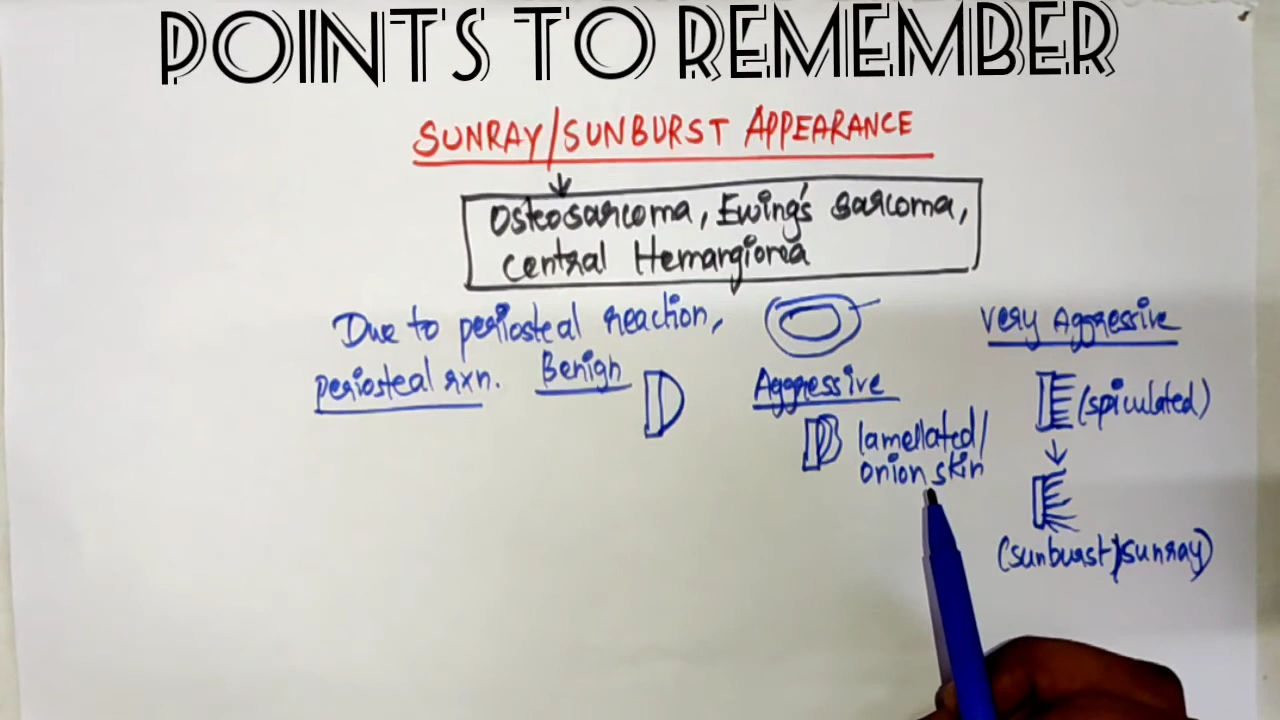 POINTS TO REMEMBER
SUNRAY/SUNBURST APPEARANCE
Osteosarcoma, Ewing's sarcoma,
central Hemangioma
Due to periosteal reaction,
periosteal rxn. Benign
Aggressive
lamellated/
onion skin
Very Aggressive
(spiculated)
(sunburst/sunray)